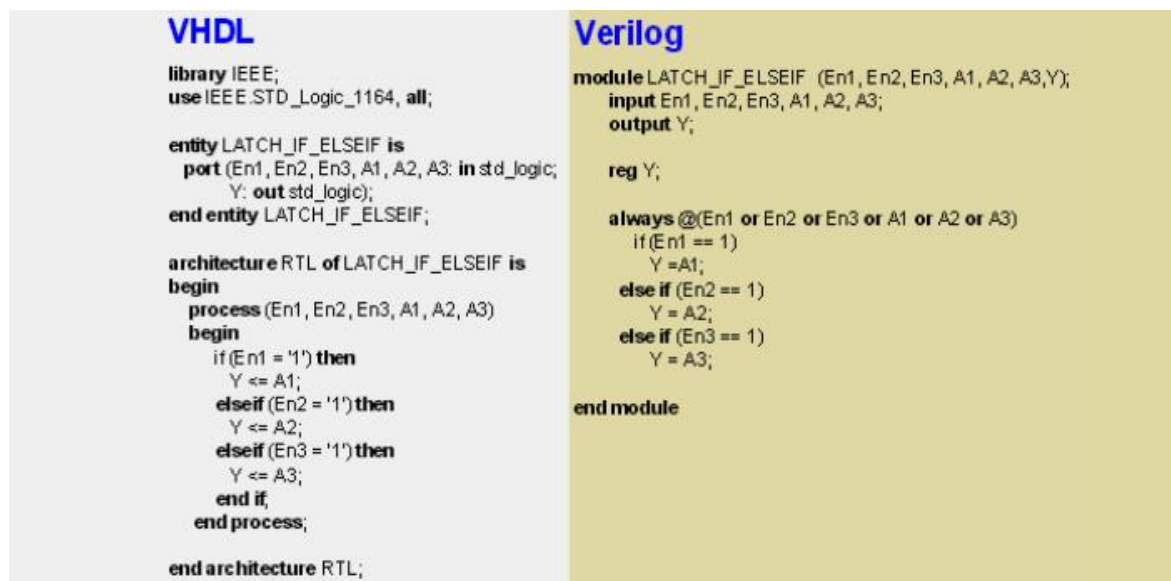 VHDL
library IEEE;
use IEEE.STD_Logic_1164, all;
entity LATCH_IF_ELSEIF is
port (En1, En2, En3, A1, A2, A3: in std_logic;
Y: out std_logic);
end entity LATCH_IF_ELSEIF;
architecture RTL of LATCH_IF_ELSEIF is
begin
process (En1, En2, En3, A1, A2, A3)
begin
if (En1 = '1') then
Y <= A1;
elseif (En2 = '1') then
Y <= A2;
elseif (En3 = '1') then
Y <= A3;
end if;
end process;
end architecture RTL;
Verilog
module LATCH_IF_ELSEIF (En1, En2, En3, A1, A2, A3,Y);
input En1, En2, En3, A1, A2, A3;
output Y;
reg Y;
always @(En1 or En2 or En3 or A1 or A2 or A3)
if (En1 == 1)
Y =A1;
else if (En2 == 1)
Y = A2;
else if (En3 == 1)
Y = A3;
end module